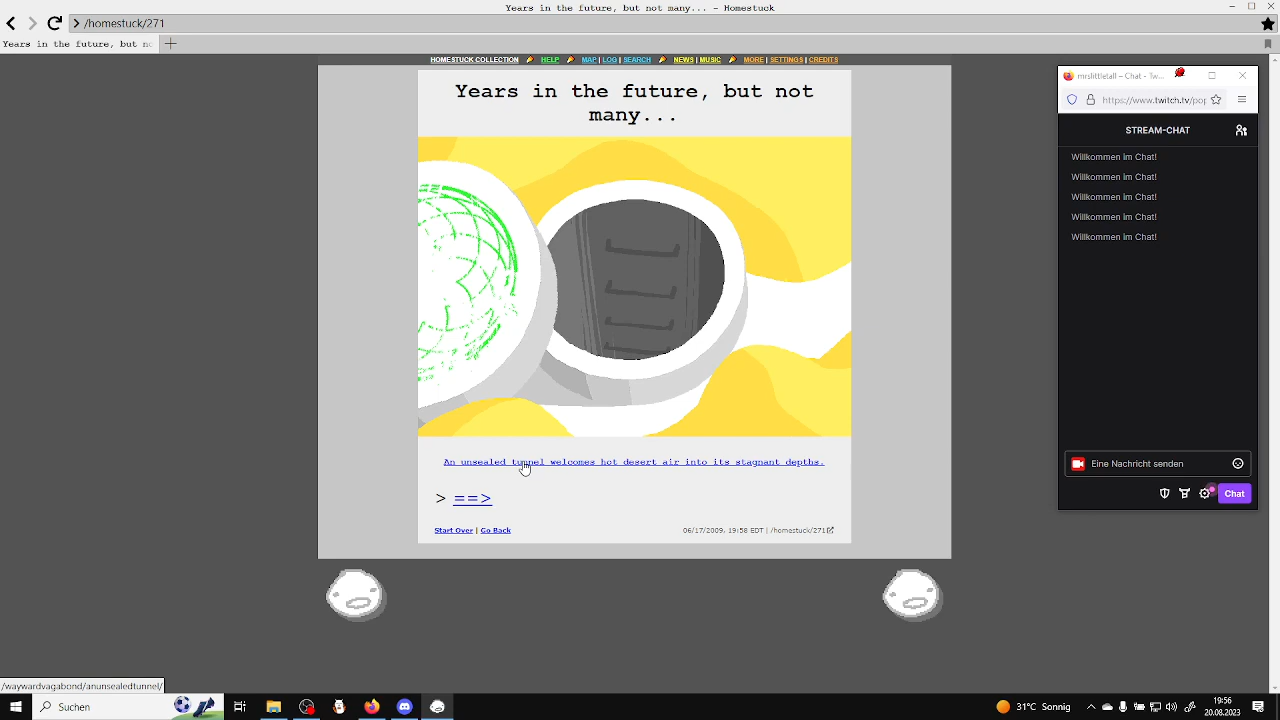 Years in the future, but not many... - Homestuck
> /homestuck/271
Years in the future, but no
HOMESTUCK COLLECTION HELP MAP | LOG | SEARCH NEWS | MUSIC MORE | SETTINGS | CREDITS
Years in the future, but not
many...
An unsealed tunnel welcomes hot desert air into its stagnant depths.
> ==>
Start Over | Go Back
06/17/2009, 19:58 EDT | /homestuck/271
mrslittletall – Chat - Tw...
https://www.twitch.tv/pop
STREAM-CHAT
Willkommen im Chat!
Willkommen im Chat!
Willkommen im Chat!
Willkommen im Chat!
Willkommen im Chat!
Eine Nachricht senden
Chat
/waywardvagabond/anunsealedtunnel/
Suchen
31°C Sonnig
19:56
20.08.2023